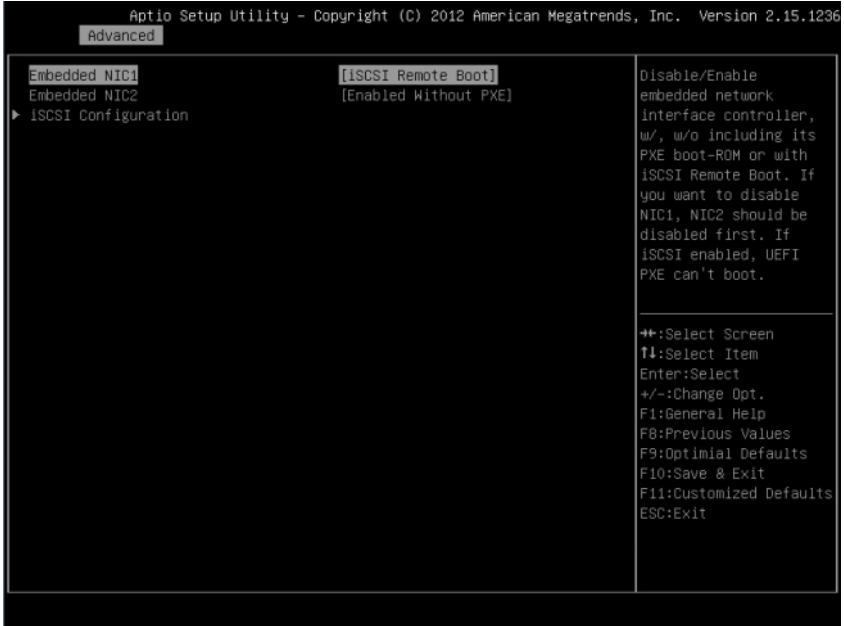 Aptio Setup Utility – Copyright (C) 2012 American Megatrends, Inc. Version 2.15.1236
Advanced
Embedded NIC1 [iSCSI Remote Boot]
Embedded NIC2 [Enabled Without PXE]
▶ iSCSI Configuration
Disable/Enable
embedded network
interface controller,
w/, w/o including its
PXE boot-ROM or with
iSCSI Remote Boot. If
you want to disable
NIC1, NIC2 should be
disabled first. If
iSCSI enabled, UEFI
PXE can't boot.
→←:Select Screen
↑↓:Select Item
Enter:Select
+/-:Change Opt.
F1:General Help
F8:Previous Values
F9:Optimial Defaults
F10:Save & Exit
F11:Customized Defaults
ESC:Exit